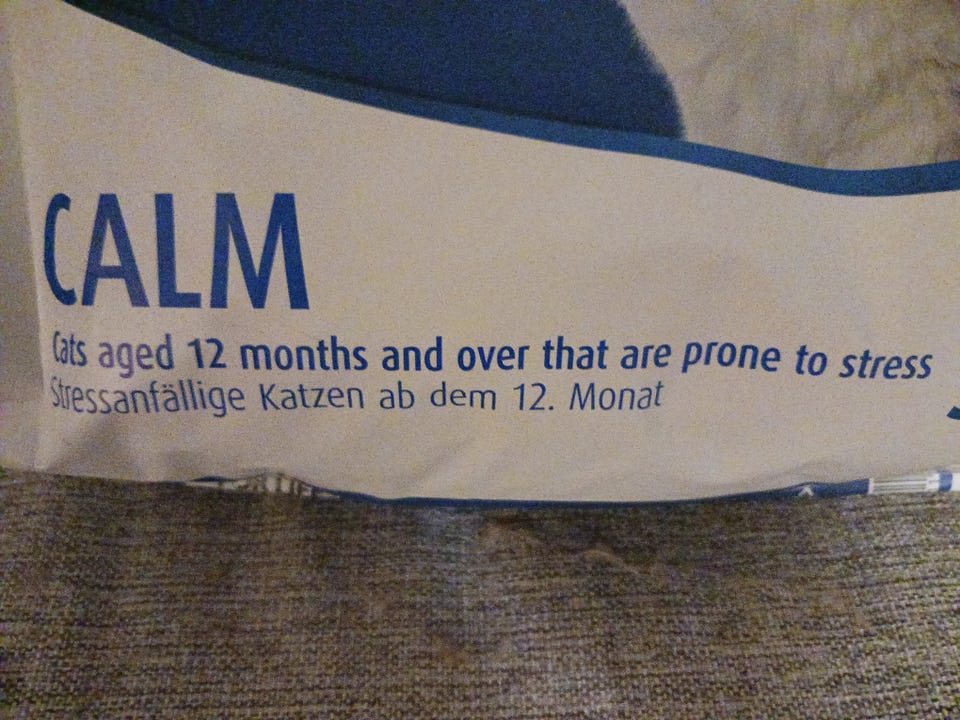 CALM
Cats aged 12 months and over that are prone to stress
Stressanfällige Katzen ab dem 12. Monat